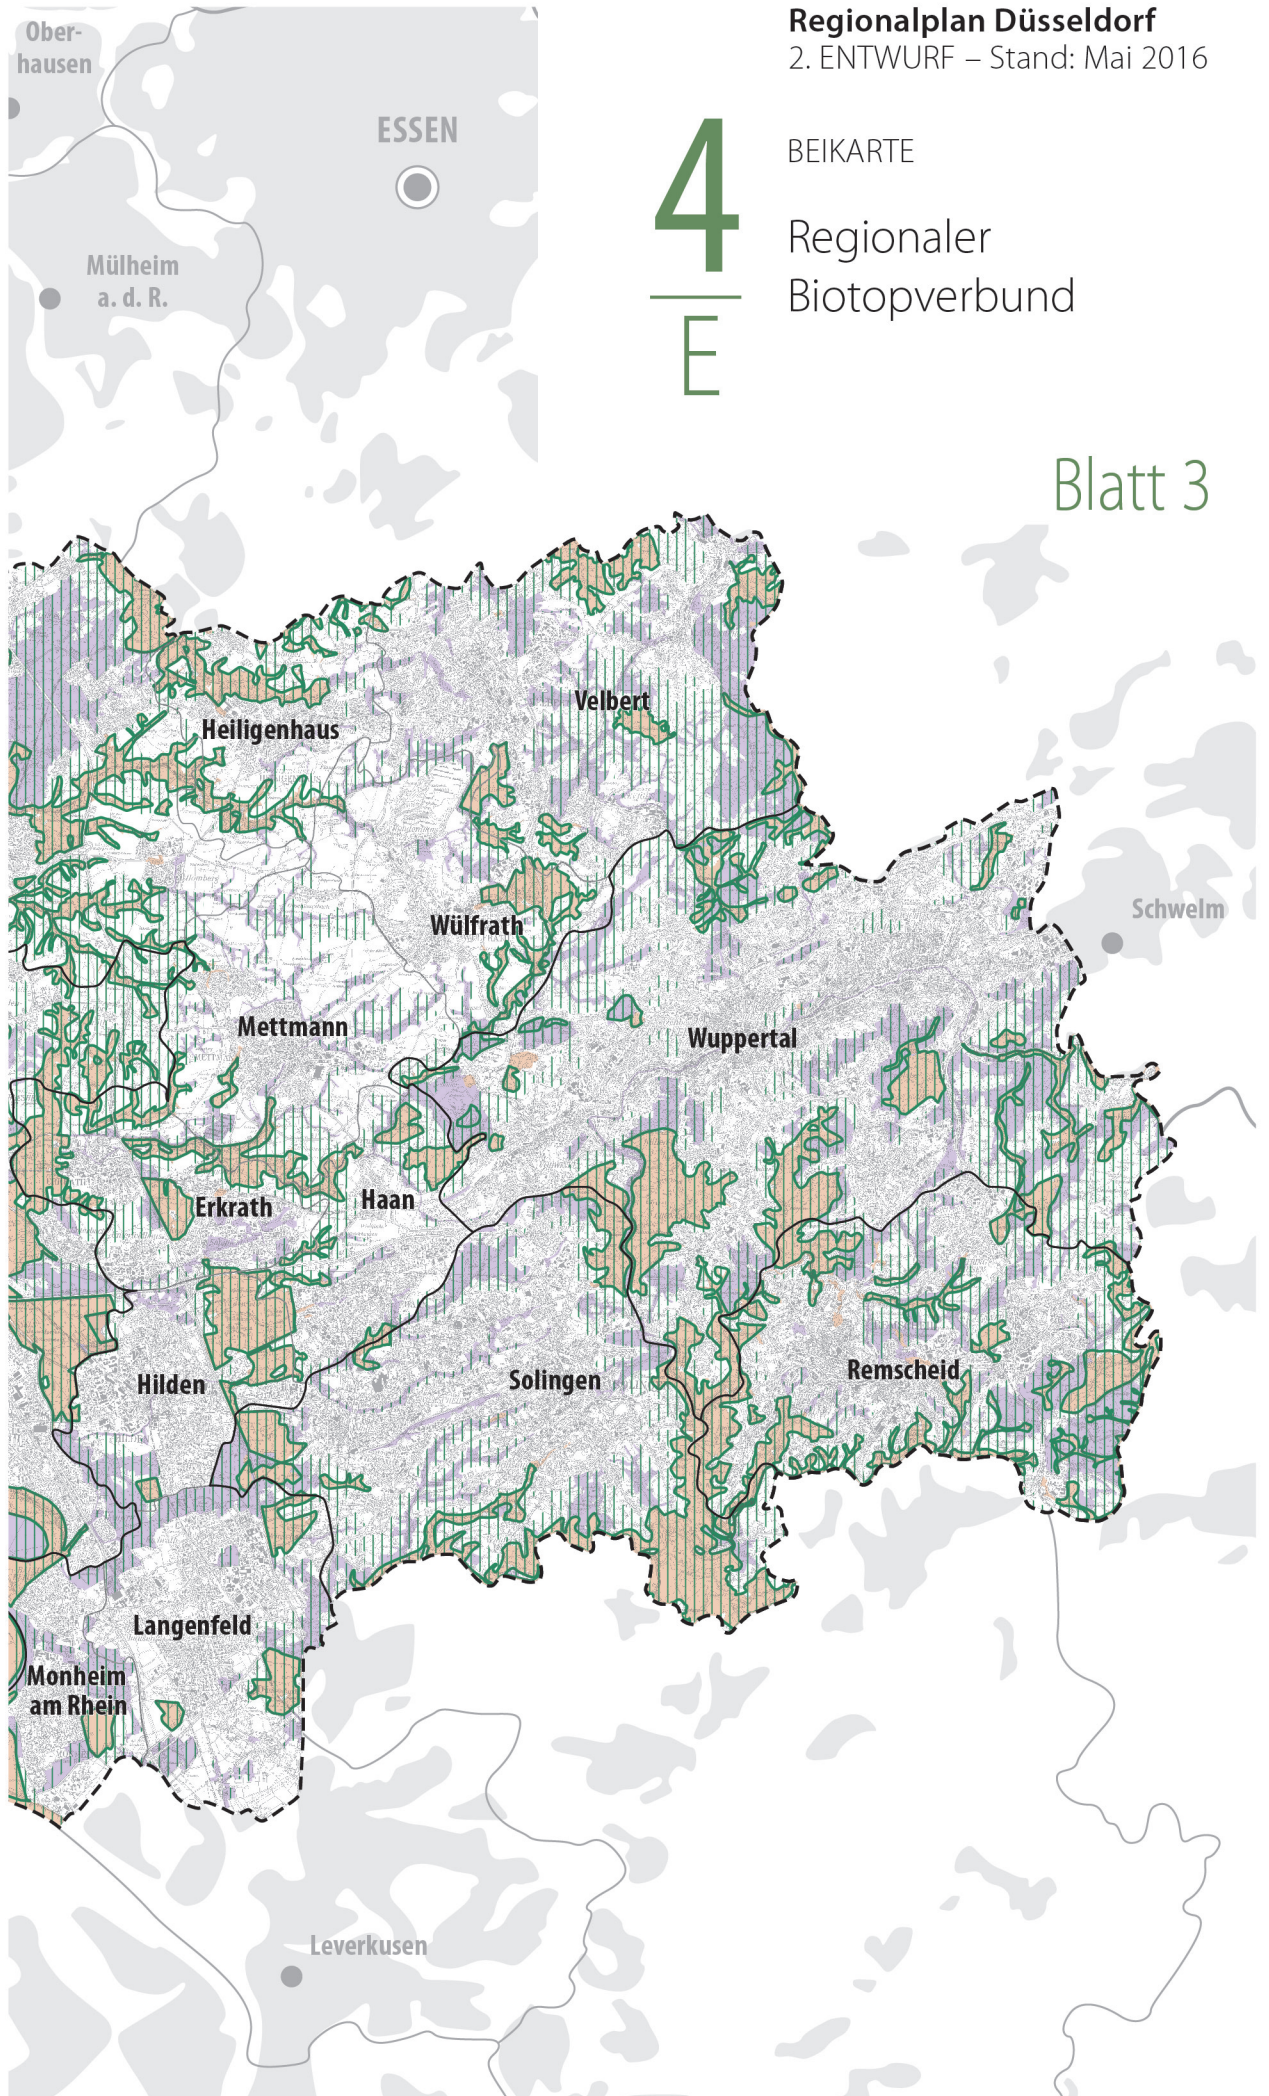 Regionalplan Düsseldorf
2. ENTWURF – Stand: Mai 2016
4
E
BEIKARTE
Regionaler
Biotopverbund
Blatt 3
Ober-
hausen
ESSEN
Mülheim
a. d. R.
Velbert
Heiligenhaus
Schwelm
Wülfrath
Mettmann
Wuppertal
Erkrath
Haan
Hilden
Solingen
Remscheid
Langenfeld
Monheim
am Rhein
Leverkusen